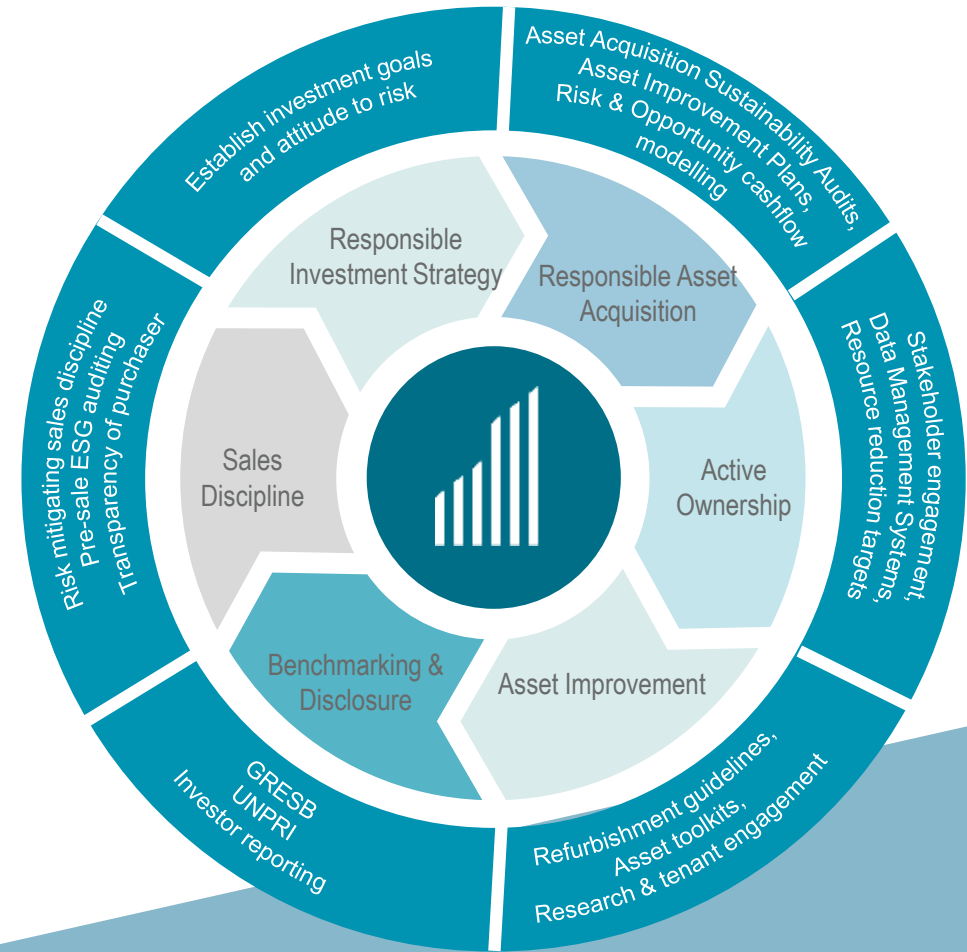 Establish investment goals
and attitude to risk
Asset Acquisition Sustainability Audits,
Asset Improvement Plans,
Risk & Opportunity cashflow
modelling
Stakeholder engagement,
Data Management Systems,
Resource reduction targets
Refurbishment guidelines,
Asset toolkits,
Research & tenant engagement
GRESB
UNPRI
Investor reporting
Risk mitigating sales discipline
Pre-sale ESG auditing
Transparency of purchaser
Responsible
Investment Strategy
Responsible Asset
Acquisition
Active
Ownership
Asset Improvement
Benchmarking &
Disclosure
Sales
Discipline